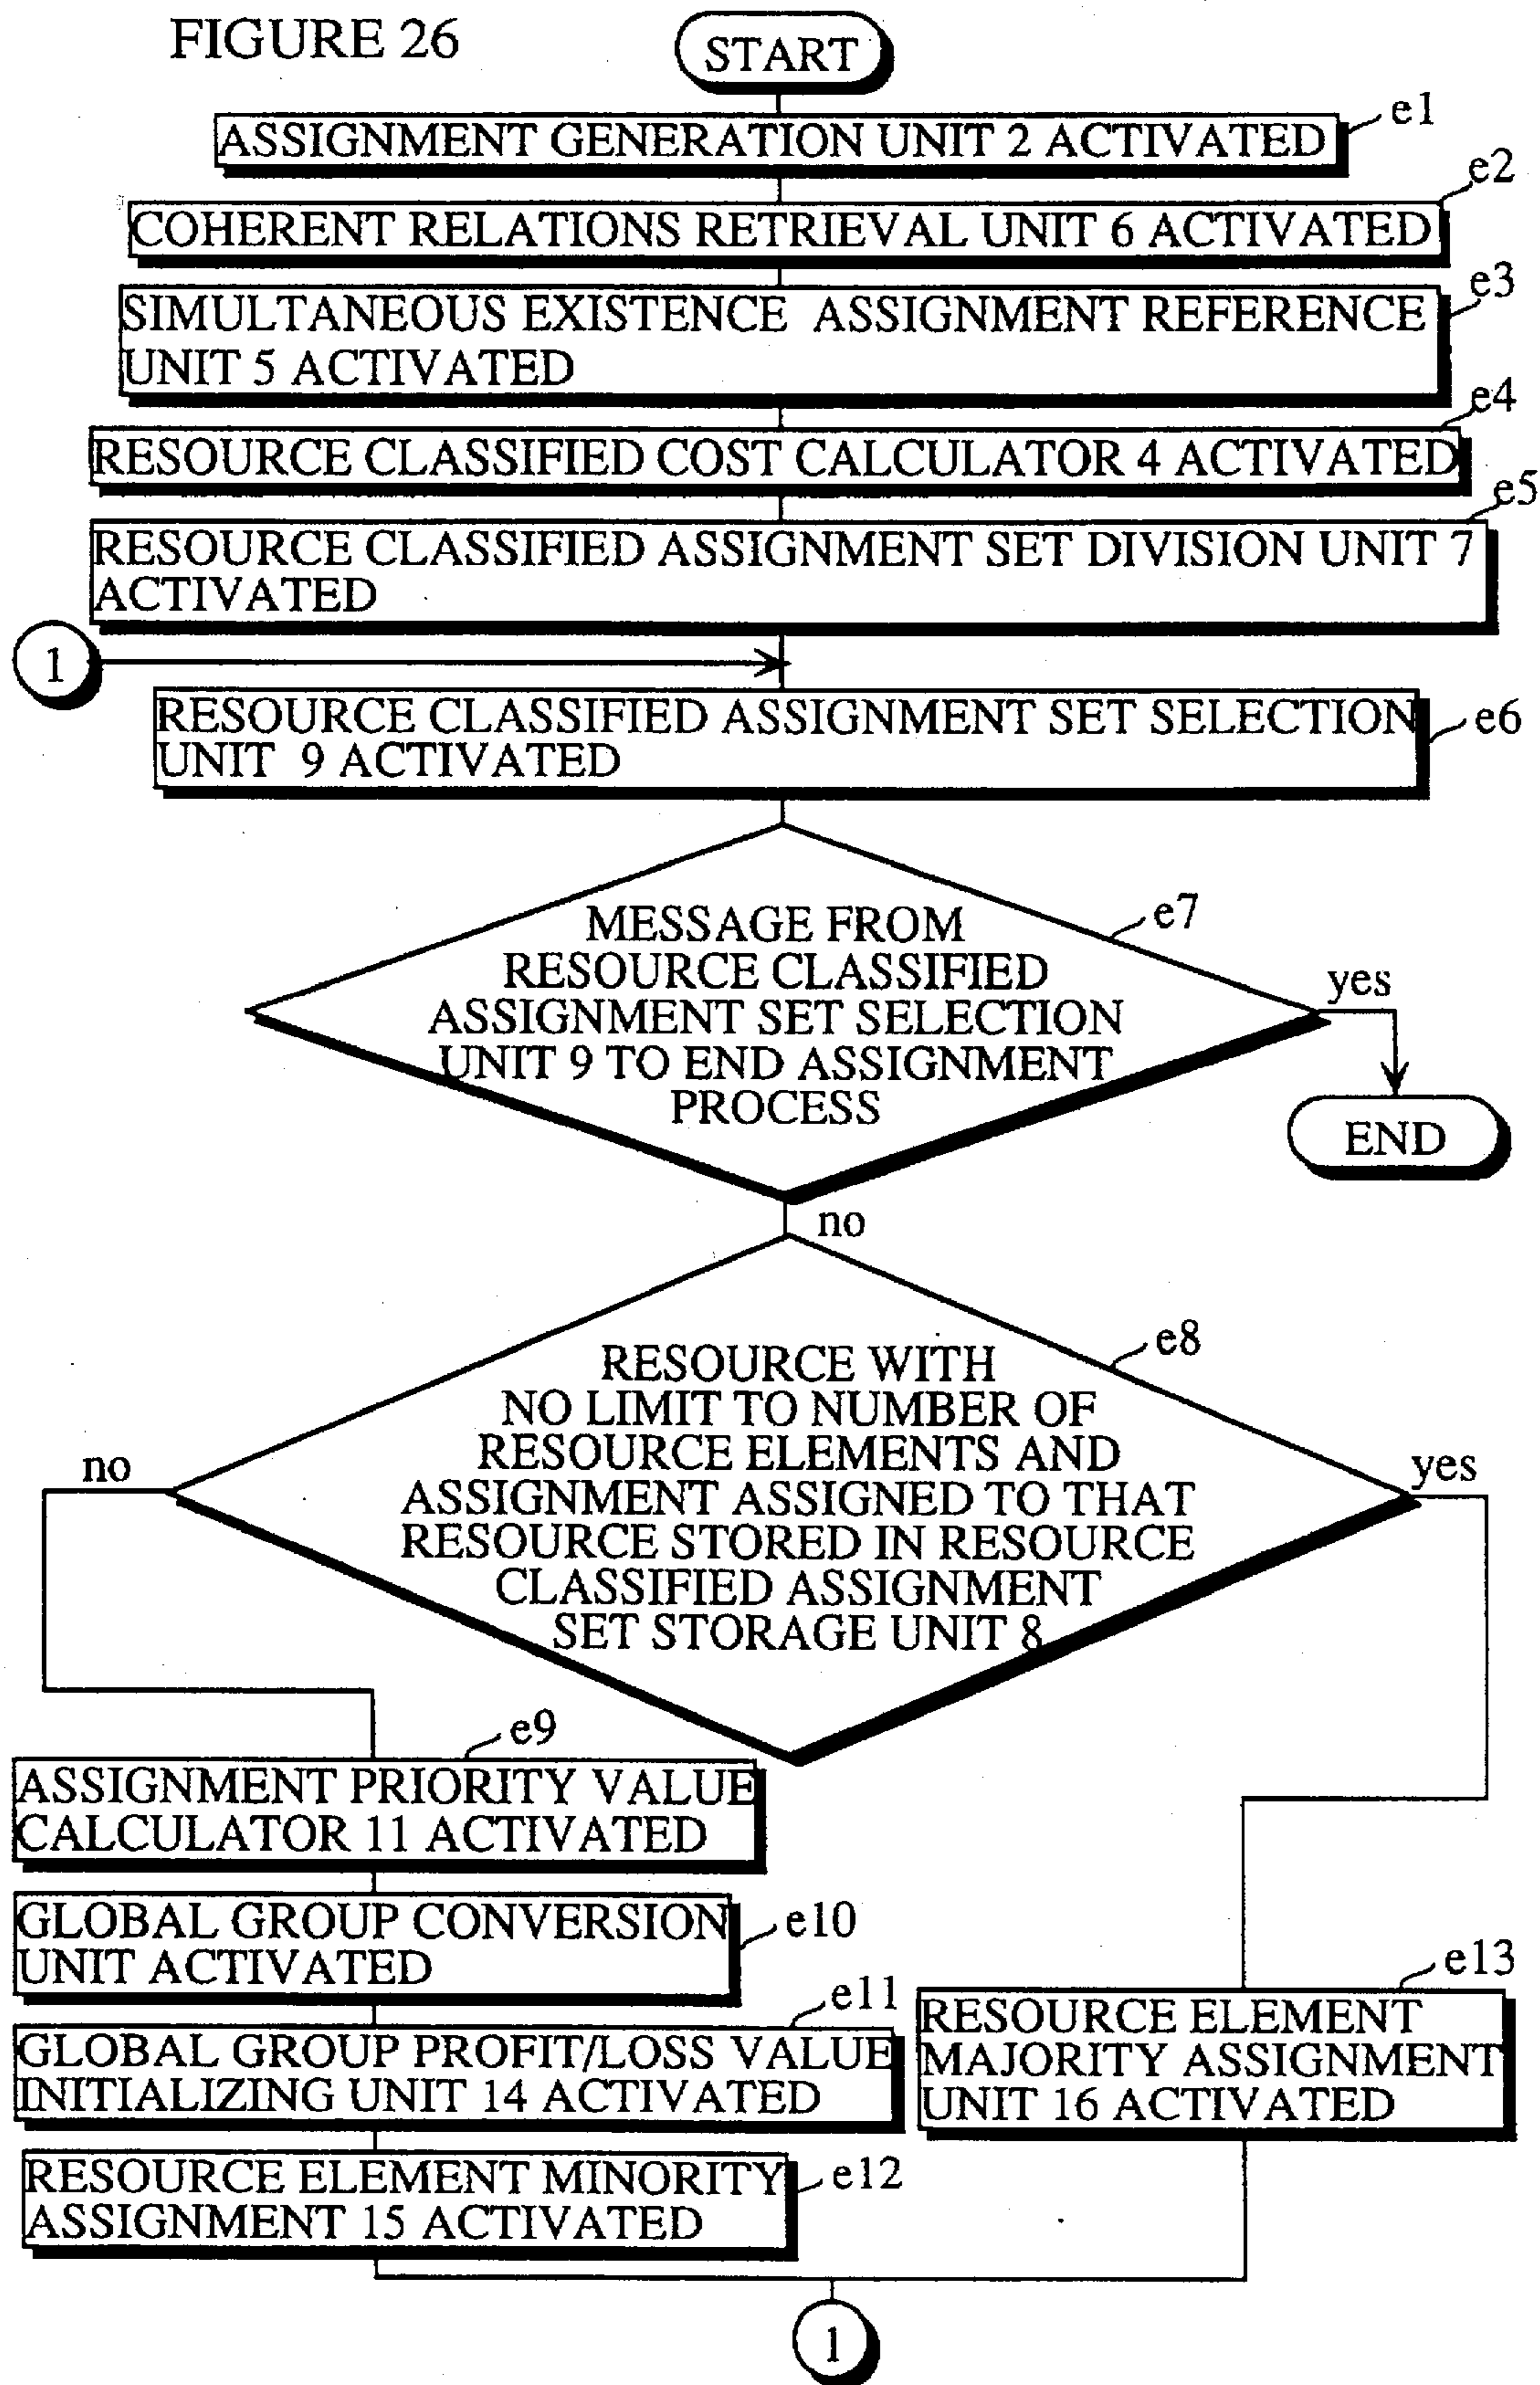 FIGURE 26
START
e1
ASSIGNMENT GENERATION UNIT 2 ACTIVATED
e2
COHERENT RELATIONS RETRIEVAL UNIT 6 ACTIVATED
e3
SIMULTANEOUS EXISTENCE ASSIGNMENT REFERENCE
UNIT 5 ACTIVATED
e4
RESOURCE CLASSIFIED COST CALCULATOR 4 ACTIVATED
e5
RESOURCE CLASSIFIED ASSIGNMENT SET DIVISION UNIT 7
ACTIVATED
1
RESOURCE CLASSIFIED ASSIGNMENT SET SELECTION
UNIT 9 ACTIVATED
e6
MESSAGE FROM
RESOURCE CLASSIFIED
ASSIGNMENT SET SELECTION
UNIT 9 TO END ASSIGNMENT
PROCESS
e7
yes
END
no
RESOURCE WITH
NO LIMIT TO NUMBER OF
RESOURCE ELEMENTS AND
ASSIGNMENT ASSIGNED TO THAT
RESOURCE STORED IN RESOURCE
CLASSIFIED ASSIGNMENT
SET STORAGE UNIT 8
e8
no
yes
e9
ASSIGNMENT PRIORITY VALUE
CALCULATOR 11 ACTIVATED
GLOBAL GROUP CONVERSION
UNIT ACTIVATED
e10
e11
GLOBAL GROUP PROFIT/LOSS VALUE
INITIALIZING UNIT 14 ACTIVATED
RESOURCE ELEMENT MINORITY
ASSIGNMENT 15 ACTIVATED
e12
e13
RESOURCE ELEMENT
MAJORITY ASSIGNMENT
UNIT 16 ACTIVATED
1